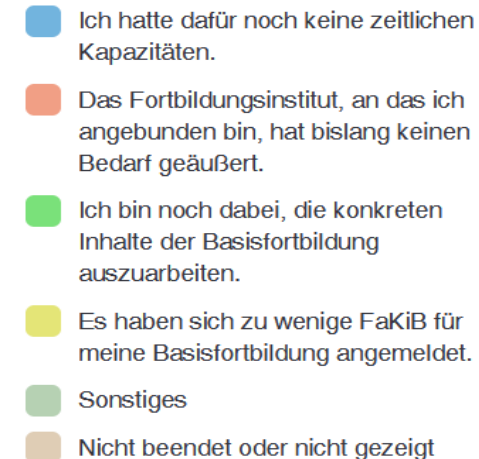 Ich hatte dafür noch keine zeitlichen
Kapazitäten.
Das Fortbildungsinstitut, an das ich
angebunden bin, hat bislang keinen
Bedarf geäußert.
Ich bin noch dabei, die konkreten
Inhalte der Basisfortbildung
auszuarbeiten.
Es haben sich zu wenige FaKiB für
meine Basisfortbildung angemeldet.
Sonstiges
Nicht beendet oder nicht gezeigt